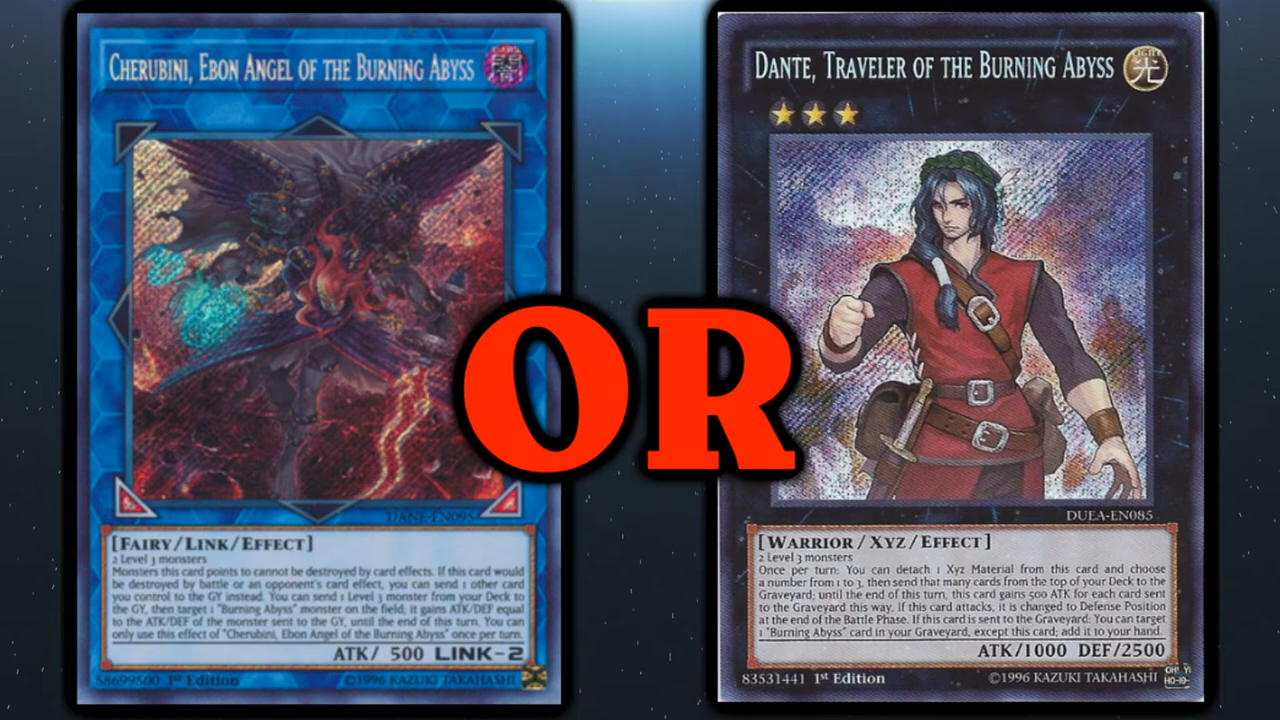 CHERUBINI, EBON ANGEL OF THE BURNING ABYSS
DANE-EN095
[FAIRY/LINK/EFFECT]
2 Level 3 monsters
Monsters this card points to cannot be destroyed by card effects. If this card would
be destroyed by battle or an opponent's card effect, you can send 1 other card
you control to the GY instead. You can send 1 Level 3 monster from your Deck to
the GY, then target 1 "Burning Abyss" monster on the field; it gains ATK/DEF equal
to the ATK/DEF of the monster sent to the GY, until the end of this turn. You can
only use this effect of "Cherubini, Ebon Angel of the Burning Abyss" once per turn.
ATK/ 500 LINK-2
58699500 1st Edition ©1996 KAZUKI TAKAHASHI
OR
DANTE, TRAVELER OF THE BURNING ABYSS
LIGHT
光
DUEA-EN085
[WARRIOR/XYZ/EFFECT]
2 Level 3 monsters
Once per turn: You can detach 1 Xyz Material from this card and choose
a number from 1 to 3, then send that many cards from the top of your Deck to the
Graveyard; until the end of this turn, this card gains 500 ATK for each card sent
to the Graveyard this way. If this card attacks, it is changed to Defense Position
at the end of the Battle Phase. If this card is sent to the Graveyard: You can target
1 "Burning Abyss" card in your Graveyard, except this card; add it to your hand.
ATK/1000 DEF/2500
83531441 1st Edition ©1996 KAZUKI TAKAHASHI